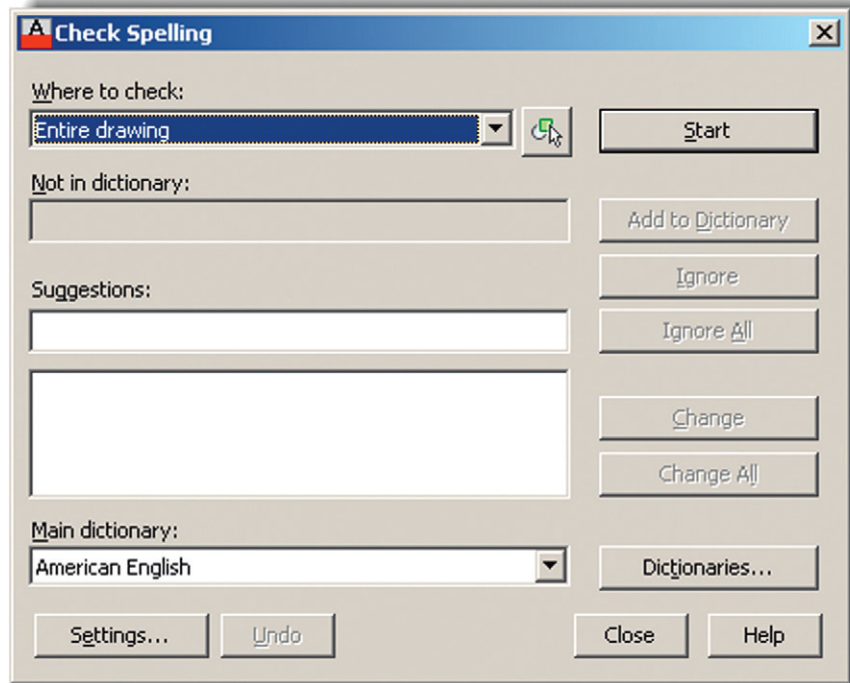 Check Spelling
Where to check:
Entire drawing
Start
Not in dictionary:
Add to Dictionary
Ignore
Suggestions:
Ignore All
Change
Change All
Main dictionary:
American English
Dictionaries...
Settings...
Undo
Close
Help